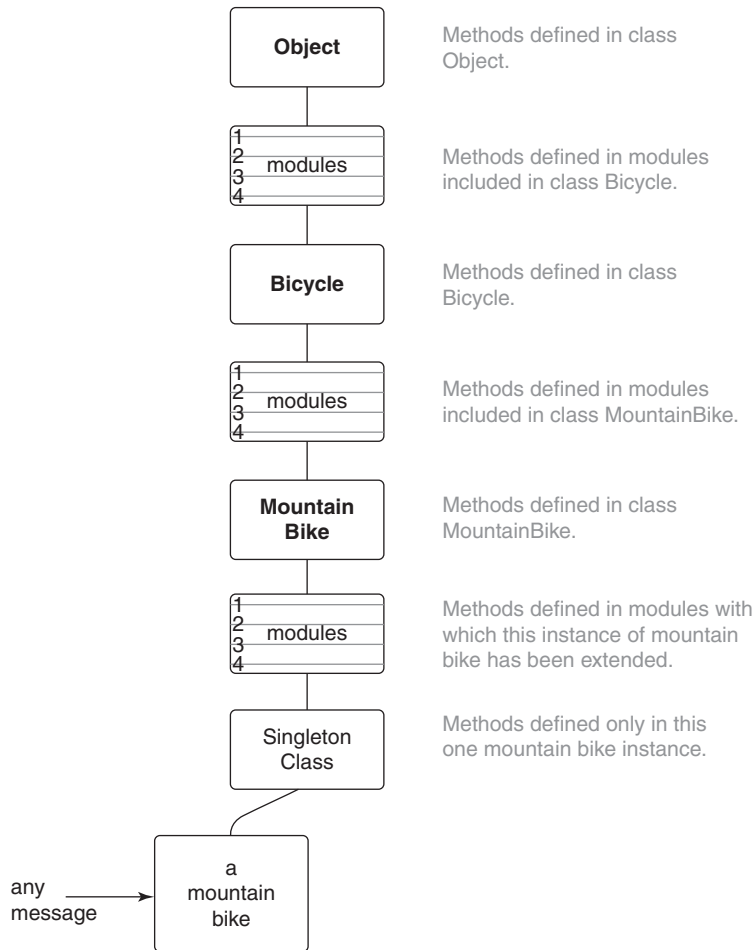 Object
Methods defined in class
Object.
1
2
3
4
modules
Methods defined in modules
included in class Bicycle.
Bicycle
Methods defined in class
Bicycle.
1
2
3
4
modules
Methods defined in modules
included in class MountainBike.
Mountain
Bike
Methods defined in class
MountainBike.
1
2
3
4
modules
Methods defined in modules with
which this instance of mountain
bike has been extended.
Singleton
Class
Methods defined only in this
one mountain bike instance.
any
message
a
mountain
bike